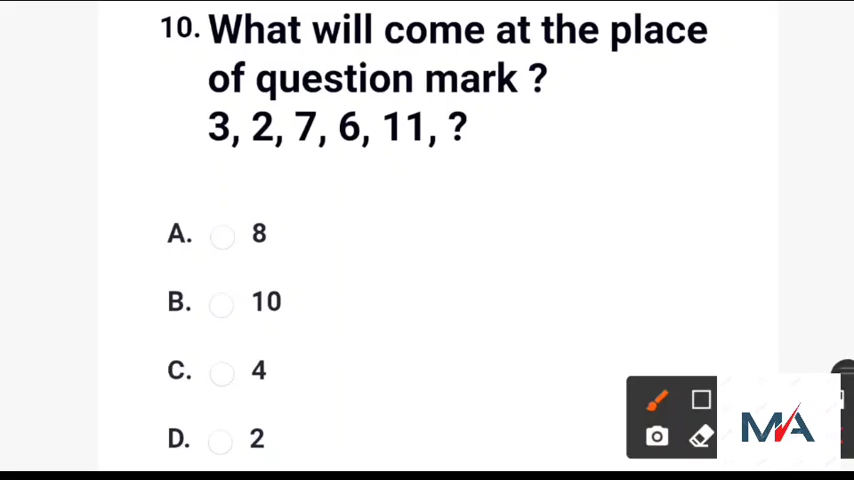 10. What will come at the place
of question mark ?
3, 2, 7, 6, 11, ?
A. 8
B. 10
C. 4
D. 2
MA